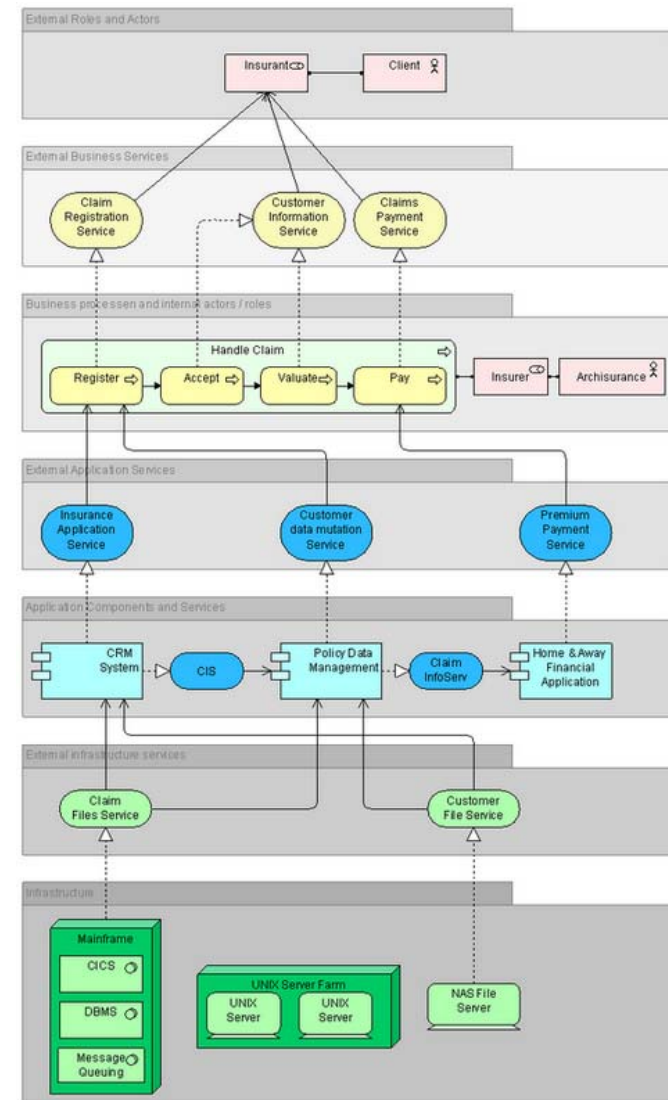 External Roles and Actors
Insurant
Client
External Business Services
Claim
Registration
Service
Customer
Information
Service
Claims
Payment
Service
Business processen and internal actors / roles
Handle Claim
Register
Accept
Valuate
Pay
Insurer
Archisurance
External Application Services
Insurance
Application
Service
Customer
data mutation
Service
Premium
Payment
Service
Application Components and Services
CRM
System
CIS
Policy Data
Management
Claim
InfoServ
Home & Away
Financial
Application
External infrastructure services
Claim
Files Service
Customer
File Service
Infrastructure
Mainframe
CICS
DBMS
Message
Queuing
UNIX Server Farm
UNIX
Server
UNIX
Server
NAS File
Server